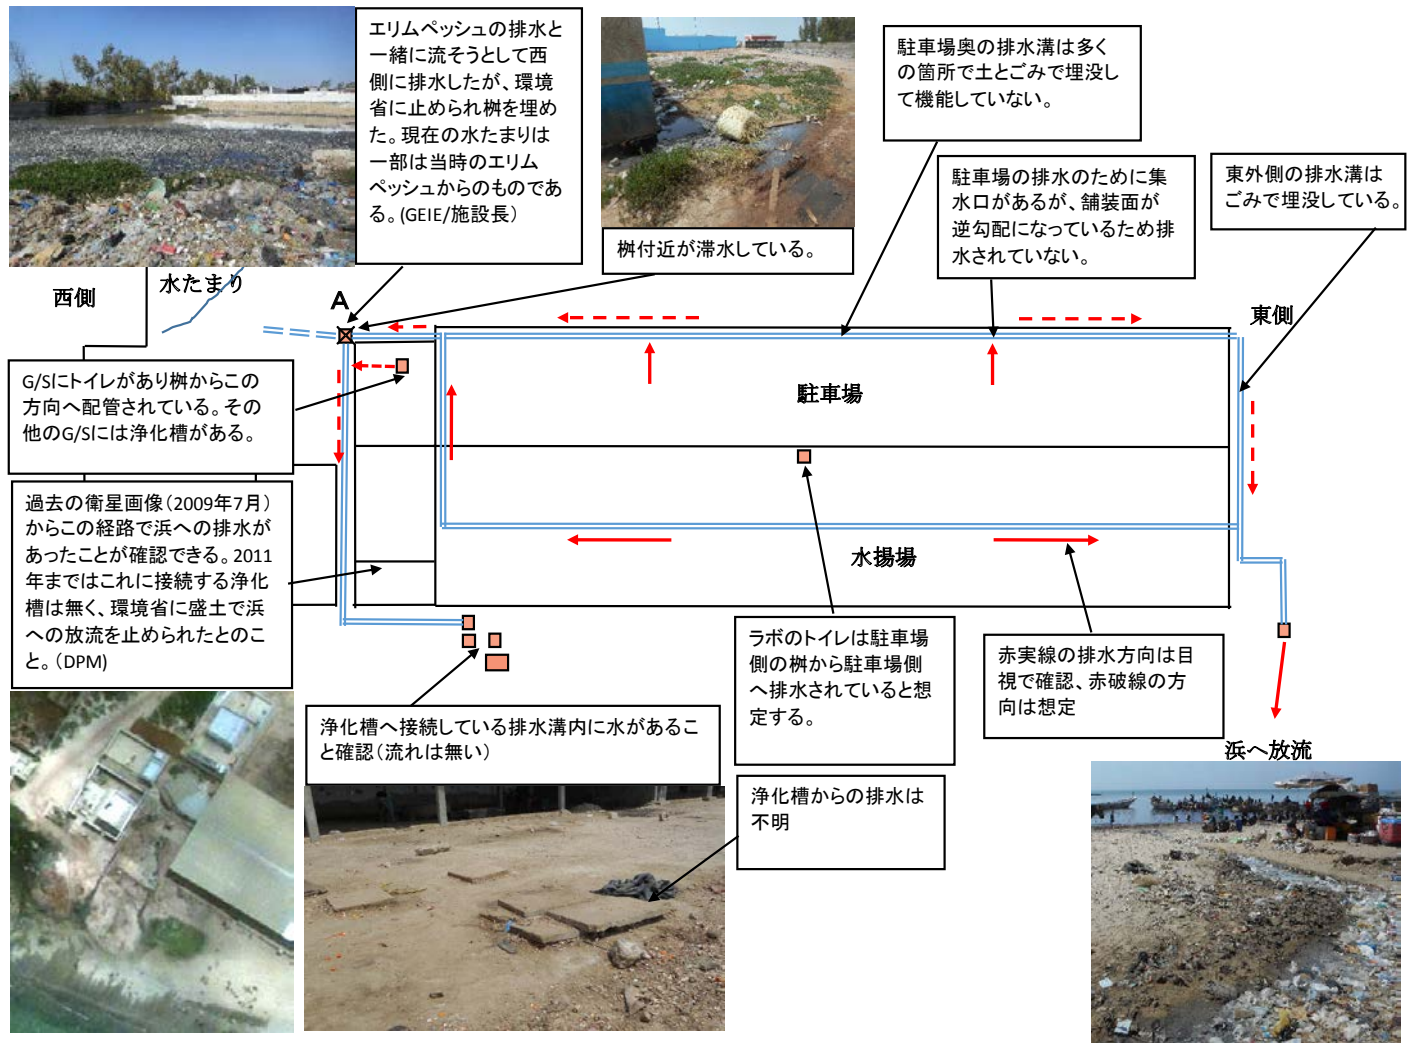 エリムペッシュの排水と
一緒に流そうとして西
側に排水したが、環境
省に止められ桝を埋め
た。現在の水たまりは
一部は当時のエリム
ペッシュからのものであ
る。(GEIE/施設長）
駐車場奥の排水溝は多く
の箇所で土とごみで埋没し
て機能していない。
駐車場の排水のために集
水口があるが、舗装面が
逆勾配になっているため排
水されていない。
東外側の排水溝は
ごみで埋没している。
桝付近が滞水している。
西側
水たまり
A
東側
G/Sにトイレがあり桝からこの
方向へ配管されている。その
他のG/Sには浄化槽がある。
駐車場
過去の衛星画像（2009年7月）
からこの経路で浜への排水が
あったことが確認できる。2011
年まではこれに接続する浄化
槽は無く、環境省に盛土で浜
への放流を止められたとのこ
と。（DPM)
水揚場
ラボのトイレは駐車場
側の桝から駐車場側
へ排水されていると想
定する。
赤実線の排水方向は目
視で確認、赤破線の方
向は想定
浄化槽へ接続している排水溝内に水があるこ
と確認（流れは無い）
浜へ放流
浄化槽からの排水は
不明